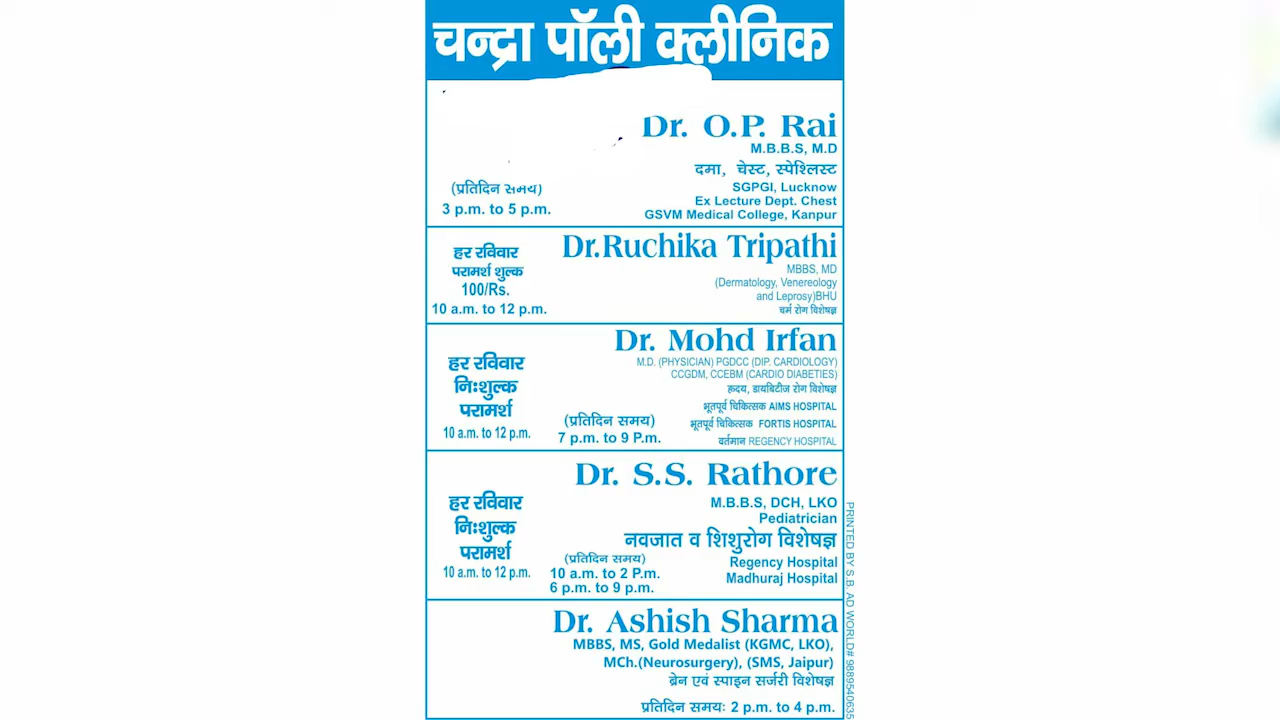 चन्द्रा पॉली क्लीनिक
Dr. O.P. Rai
M.B.B.S, M.D
दमा, चेस्ट, स्पेश्लिस्ट
SGPGI, Lucknow
Ex Lecture Dept. Chest
GSVM Medical College, Kanpur
(प्रतिदिन समय)
3 p.m. to 5 p.m.
Dr.Ruchika Tripathi
MBBS, MD
(Dermatology, Venereology
and Leprosy)BHU
चर्म रोग विशेषज्ञ
हर रविवार
परामर्श शुल्क
100/Rs.
10 a.m. to 12 p.m.
Dr. Mohd Irfan
M.D. (PHYSICIAN) PGDCC (DIP. CARDIOLOGY)
CCGDM, CCEBM (CARDIO DIABETIES)
ह्रदय, डायबिटीज रोग विशेषज्ञ
भूतपूर्व चिकित्सक AIMS HOSPITAL
भूतपूर्व चिकित्सक FORTIS HOSPITAL
वर्तमान REGENCY HOSPITAL
हर रविवार
निःशुल्क
परामर्श
10 a.m. to 12 p.m.
(प्रतिदिन समय)
7 p.m. to 9 P.m.
Dr. S.S. Rathore
M.B.B.S, DCH, LKO
Pediatrician
नवजात व शिशुरोग विशेषज्ञ
Regency Hospital
Madhuraj Hospital
हर रविवार
निःशुल्क
परामर्श
10 a.m. to 12 p.m.
(प्रतिदिन समय)
10 a.m. to 2 P.m.
6 p.m. to 9 p.m.
Dr. Ashish Sharma
MBBS, MS, Gold Medalist (KGMC, LKO),
MCh.(Neurosurgery), (SMS, Jaipur)
ब्रेन एवं स्पाइन सर्जरी विशेषज्ञ
प्रतिदिन समयः 2 p.m. to 4 p.m.
PRINTED BY S.B. AD WORLD# 9889540635